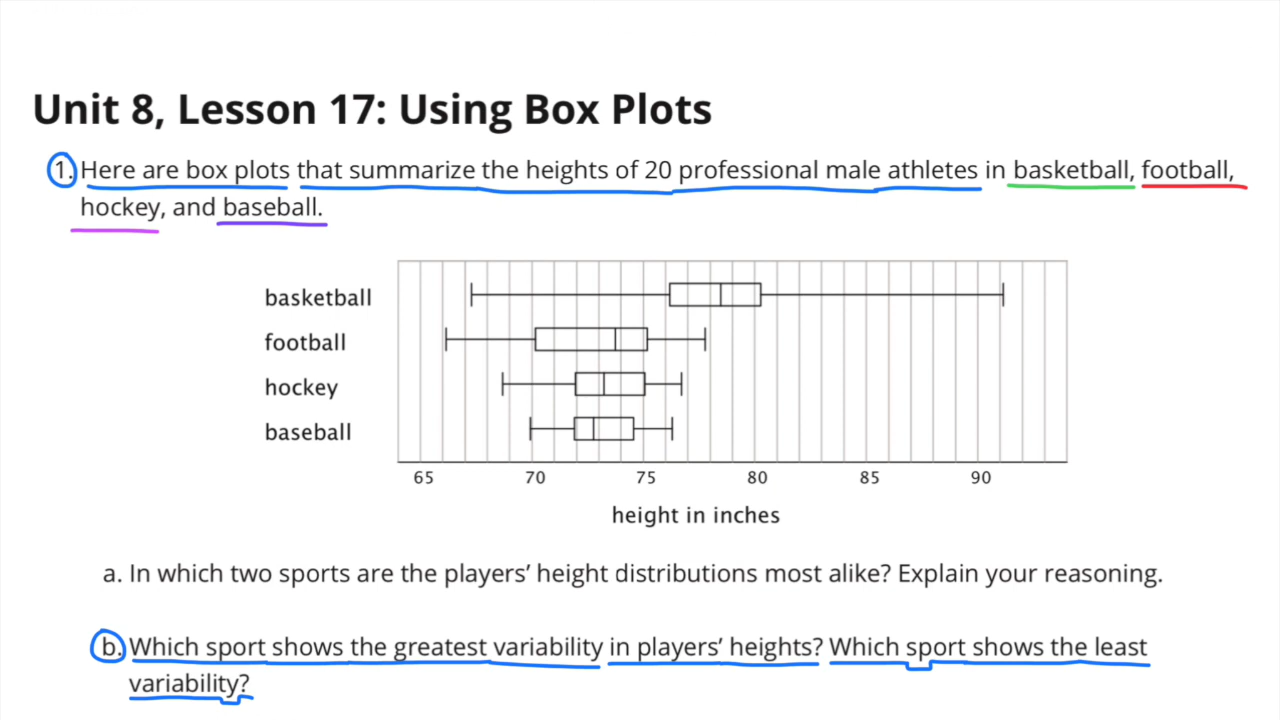 Unit 8, Lesson 17: Using Box Plots
1. Here are box plots that summarize the heights of 20 professional male athletes in basketball, football,
hockey, and baseball.
basketball
football
hockey
baseball
65 70 75 80 85 90
height in inches
a. In which two sports are the players’ height distributions most alike? Explain your reasoning.
b. Which sport shows the greatest variability in players’ heights? Which sport shows the least
variability?